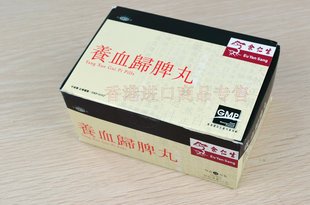 養血歸脾丸
Yang Xue Gui Pi Pills
余仁生
Eu Yan Sang
香港进口商品专售
GMP
養血歸脾丸
余仁生
Eu Yan Sang